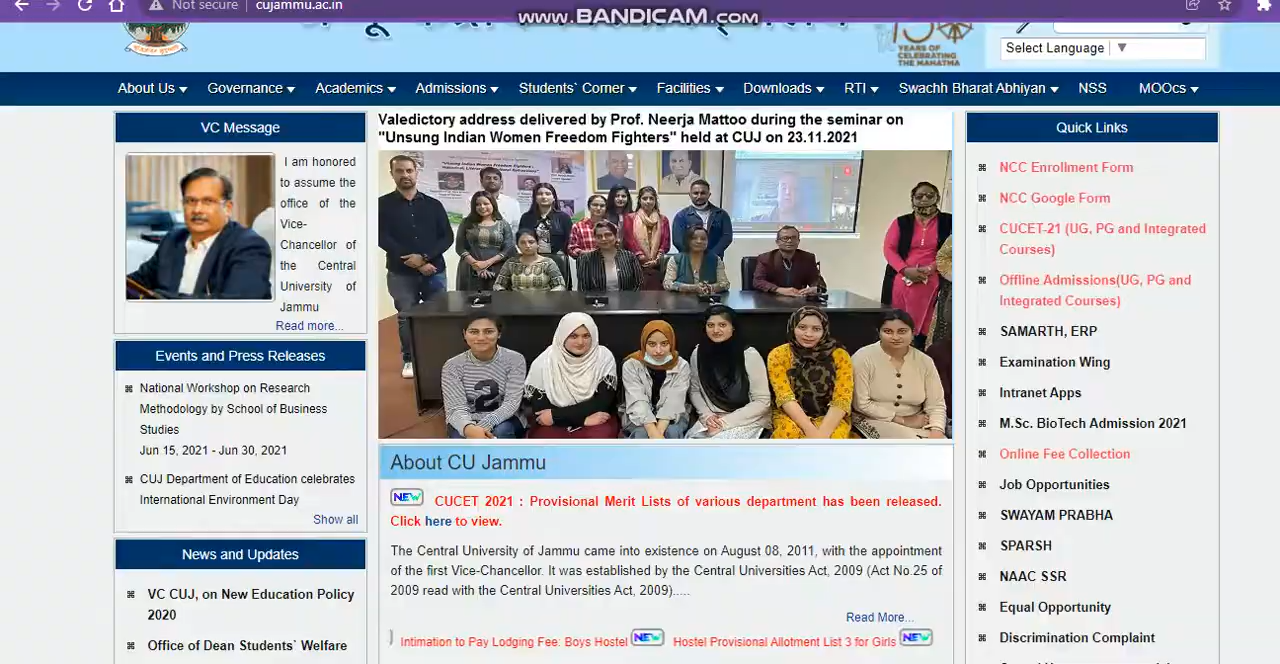 Not secure
cujammu.ac.in
www.BANDICAM.com
YEARS OF
CELEBRATING
THE MAHATMA
Select Language
About Us
Governance
Academics
Admissions
Students` Corner
Facilities
Downloads
RTI
Swachh Bharat Abhiyan
NSS
MOOCs
VC Message
I am honored
to assume the
office of the
Vice-
Chancellor of
the Central
University of
Jammu
Read more...
Events and Press Releases
National Workshop on Research
Methodology by School of Business
Studies
Jun 15, 2021 - Jun 30, 2021
CUJ Department of Education celebrates
International Environment Day
Show all
News and Updates
VC CUJ, on New Education Policy
2020
Office of Dean Students` Welfare
Valedictory address delivered by Prof. Neerja Mattoo during the seminar on
"Unsung Indian Women Freedom Fighters" held at CUJ on 23.11.2021
About CU Jammu
NEW CUCET 2021 : Provisional Merit Lists of various department has been released.
Click here to view.
The Central University of Jammu came into existence on August 08, 2011, with the appointment
of the first Vice-Chancellor. It was established by the Central Universities Act, 2009 (Act No.25 of
2009 read with the Central Universities Act, 2009).....
Read More...
Intimation to Pay Lodging Fee: Boys Hostel NEW Hostel Provisional Allotment List 3 for Girls NEW
Quick Links
NCC Enrollment Form
NCC Google Form
CUCET-21 (UG, PG and Integrated
Courses)
Offline Admissions(UG, PG and
Integrated Courses)
SAMARTH, ERP
Examination Wing
Intranet Apps
M.Sc. BioTech Admission 2021
Online Fee Collection
Job Opportunities
SWAYAM PRABHA
SPARSH
NAAC SSR
Equal Opportunity
Discrimination Complaint